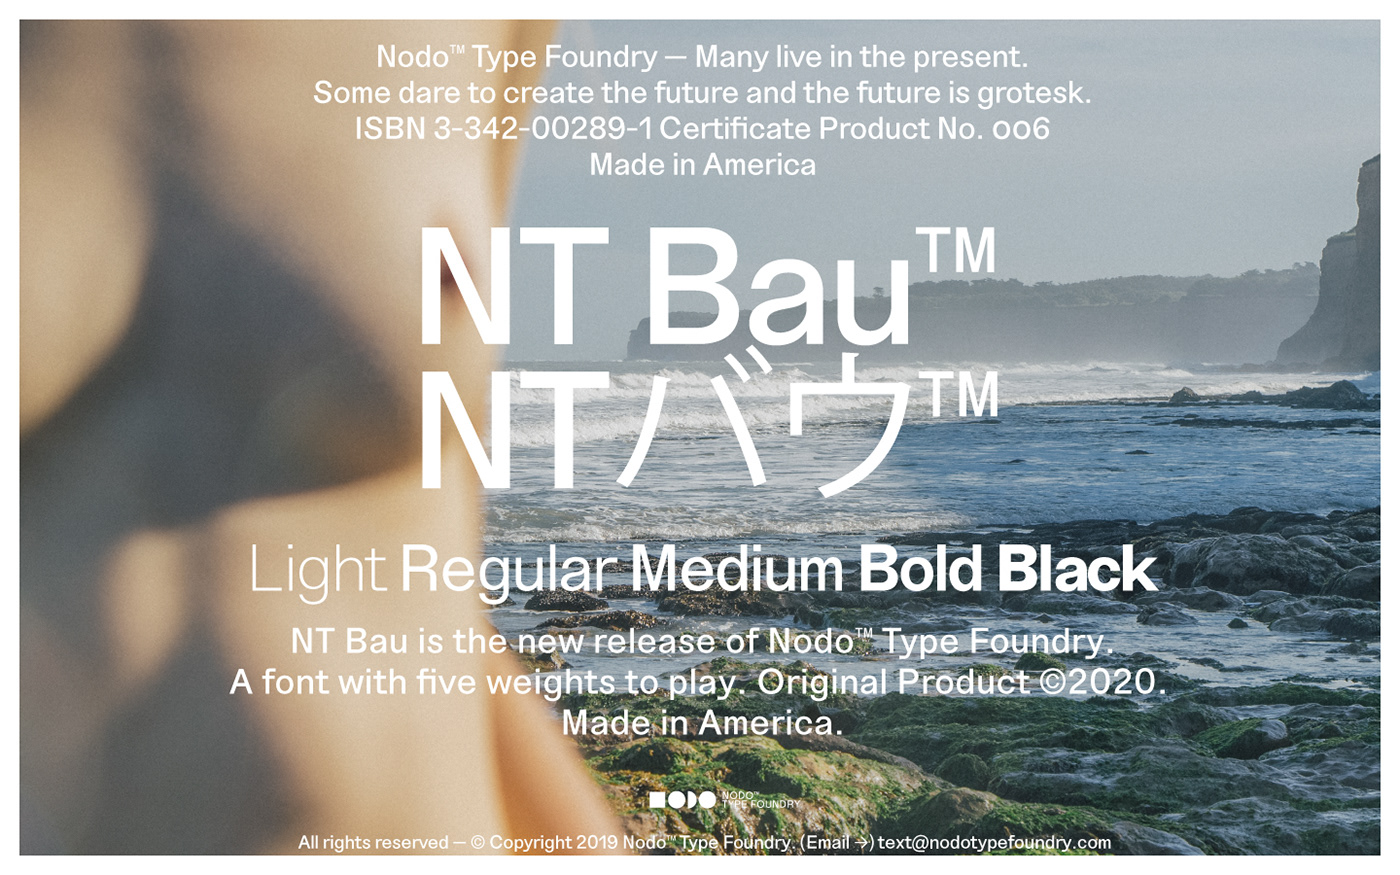 Nodo™ Type Foundry — Many live in the present.
Some dare to create the future and the future is grotesk.
ISBN 3-342-00289-1 Certificate Product No. 006
Made in America
NT Bau™
NTバウ™
Light Regular Medium Bold Black
NT Bau is the new release of Nodo™ Type Foundry.
A font with five weights to play. Original Product ©2020.
Made in America.
NODO NODO™
TYPE FOUNDRY
All rights reserved — © Copyright 2019 Nodo™ Type Foundry. (Email →) text@nodotypefoundry.com